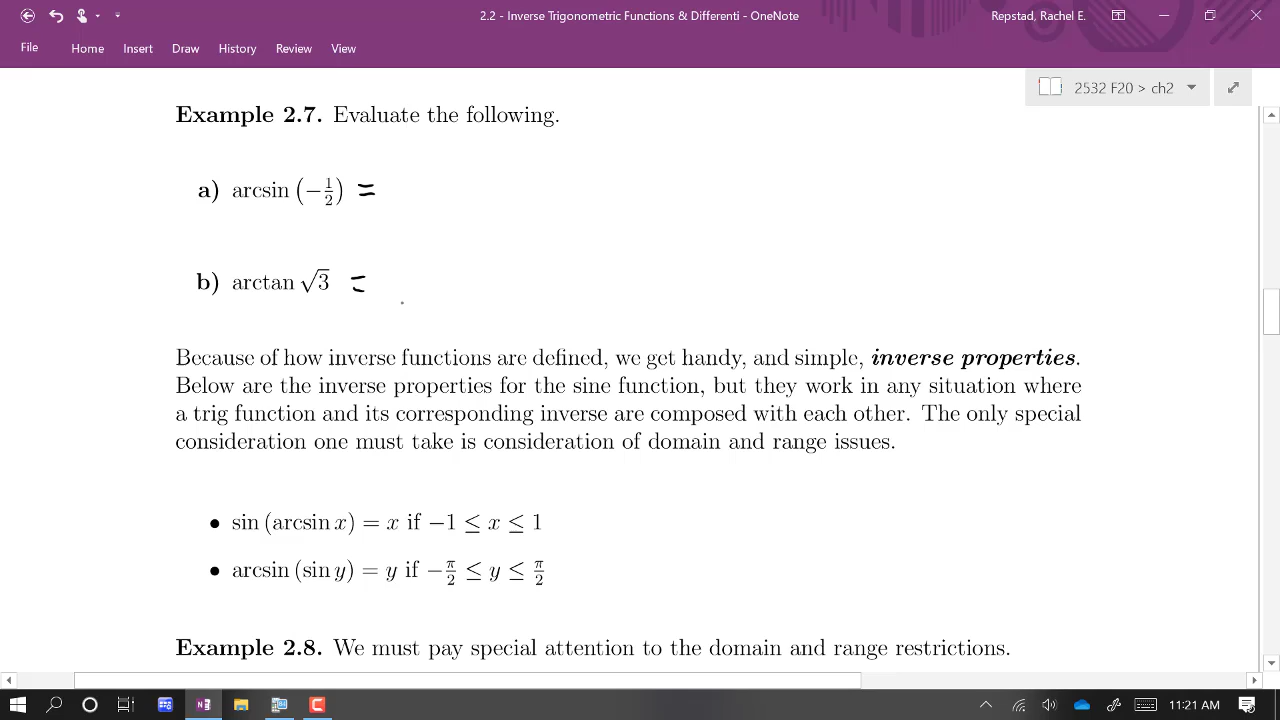 2.2 - Inverse Trigonometric Functions & Differenti - OneNote
Repstad, Rachel E.
File Home Insert Draw History Review View
2532 F20 > ch2
Example 2.7. Evaluate the following.
a) arcsin (−1/2) =
b) arctan √3 =
Because of how inverse functions are defined, we get handy, and simple, inverse properties.
Below are the inverse properties for the sine function, but they work in any situation where
a trig function and its corresponding inverse are composed with each other. The only special
consideration one must take is consideration of domain and range issues.
• sin (arcsin x) = x if −1 ≤ x ≤ 1
• arcsin (sin y) = y if −π/2 ≤ y ≤ π/2
Example 2.8. We must pay special attention to the domain and range restrictions.
11:21 AM